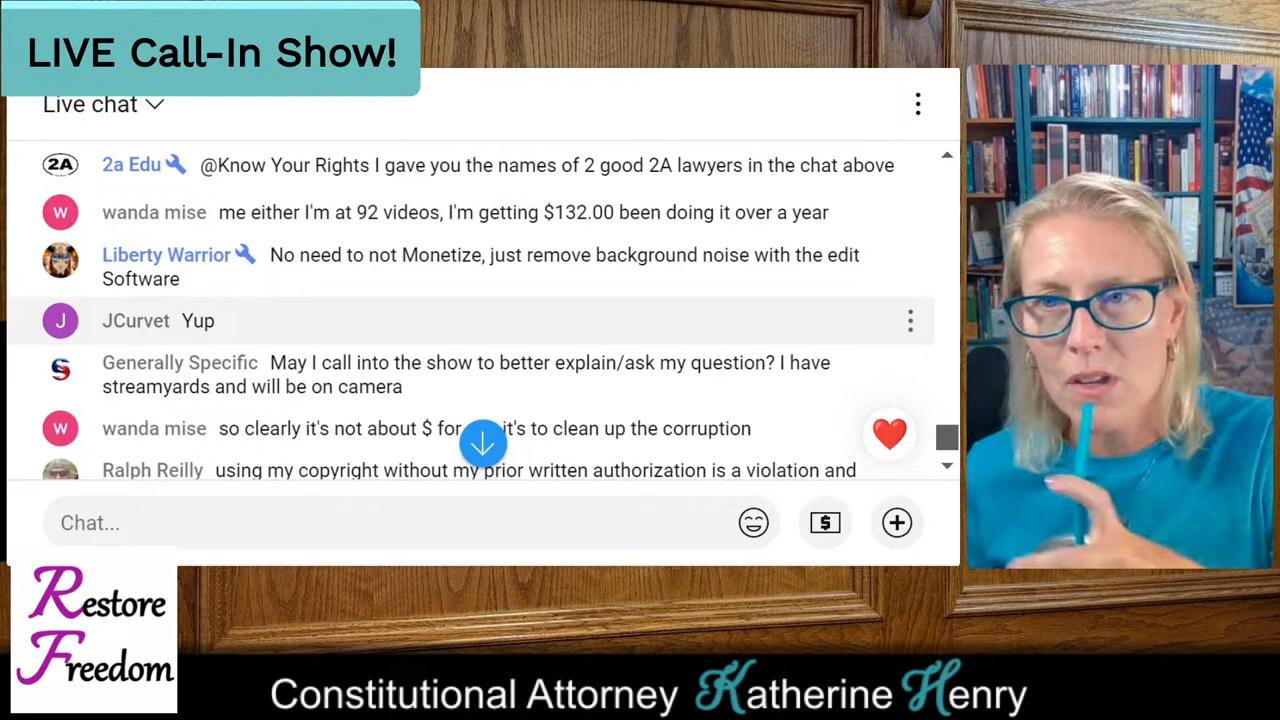 LIVE Call-In Show!
Live chat
2A
2a Edu @Know Your Rights I gave you the names of 2 good 2A lawyers in the chat above
W
wanda mise me either I'm at 92 videos, I'm getting $132.00 been doing it over a year
Liberty Warrior No need to not Monetize, just remove background noise with the edit
Software
J
JCurvet Yup
S
Generally Specific May I call into the show to better explain/ask my question? I have
streamyards and will be on camera
W
wanda mise so clearly it's not about $ for it's to clean up the corruption
Ralph Reilly using my copyright without my prior written authorization is a violation and
Chat...
$
Restore
Freedom
Constitutional Attorney Katherine Henry